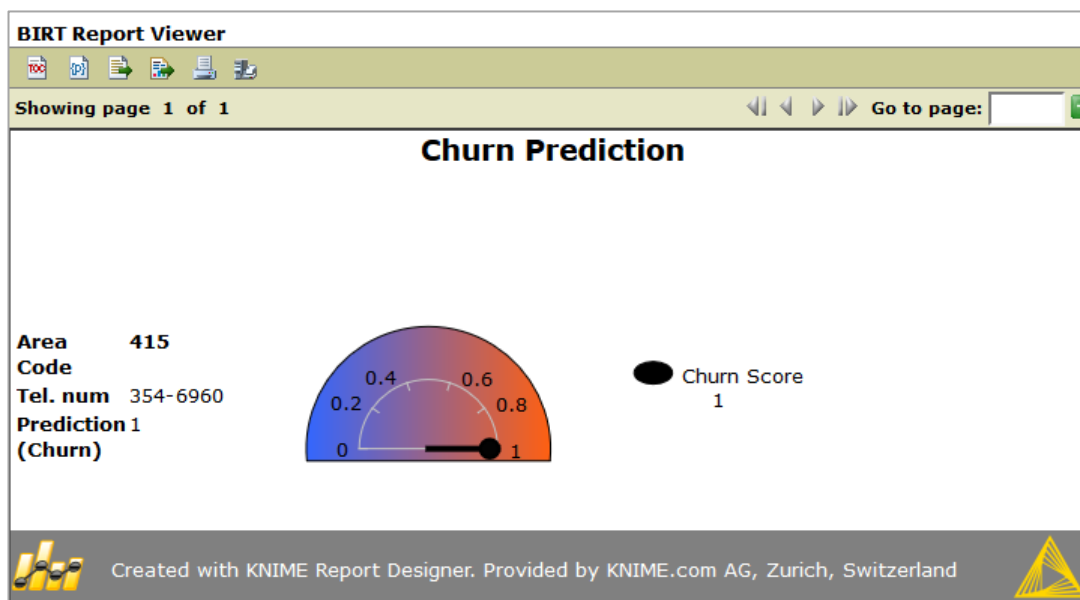 BIRT Report Viewer
TOC
Showing page 1 of 1
Go to page:
Churn Prediction
Area Code 415
Tel. num 354-6960
Prediction (Churn) 1
0 0.2 0.4 0.6 0.8 1
Churn Score
1
Created with KNIME Report Designer. Provided by KNIME.com AG, Zurich, Switzerland